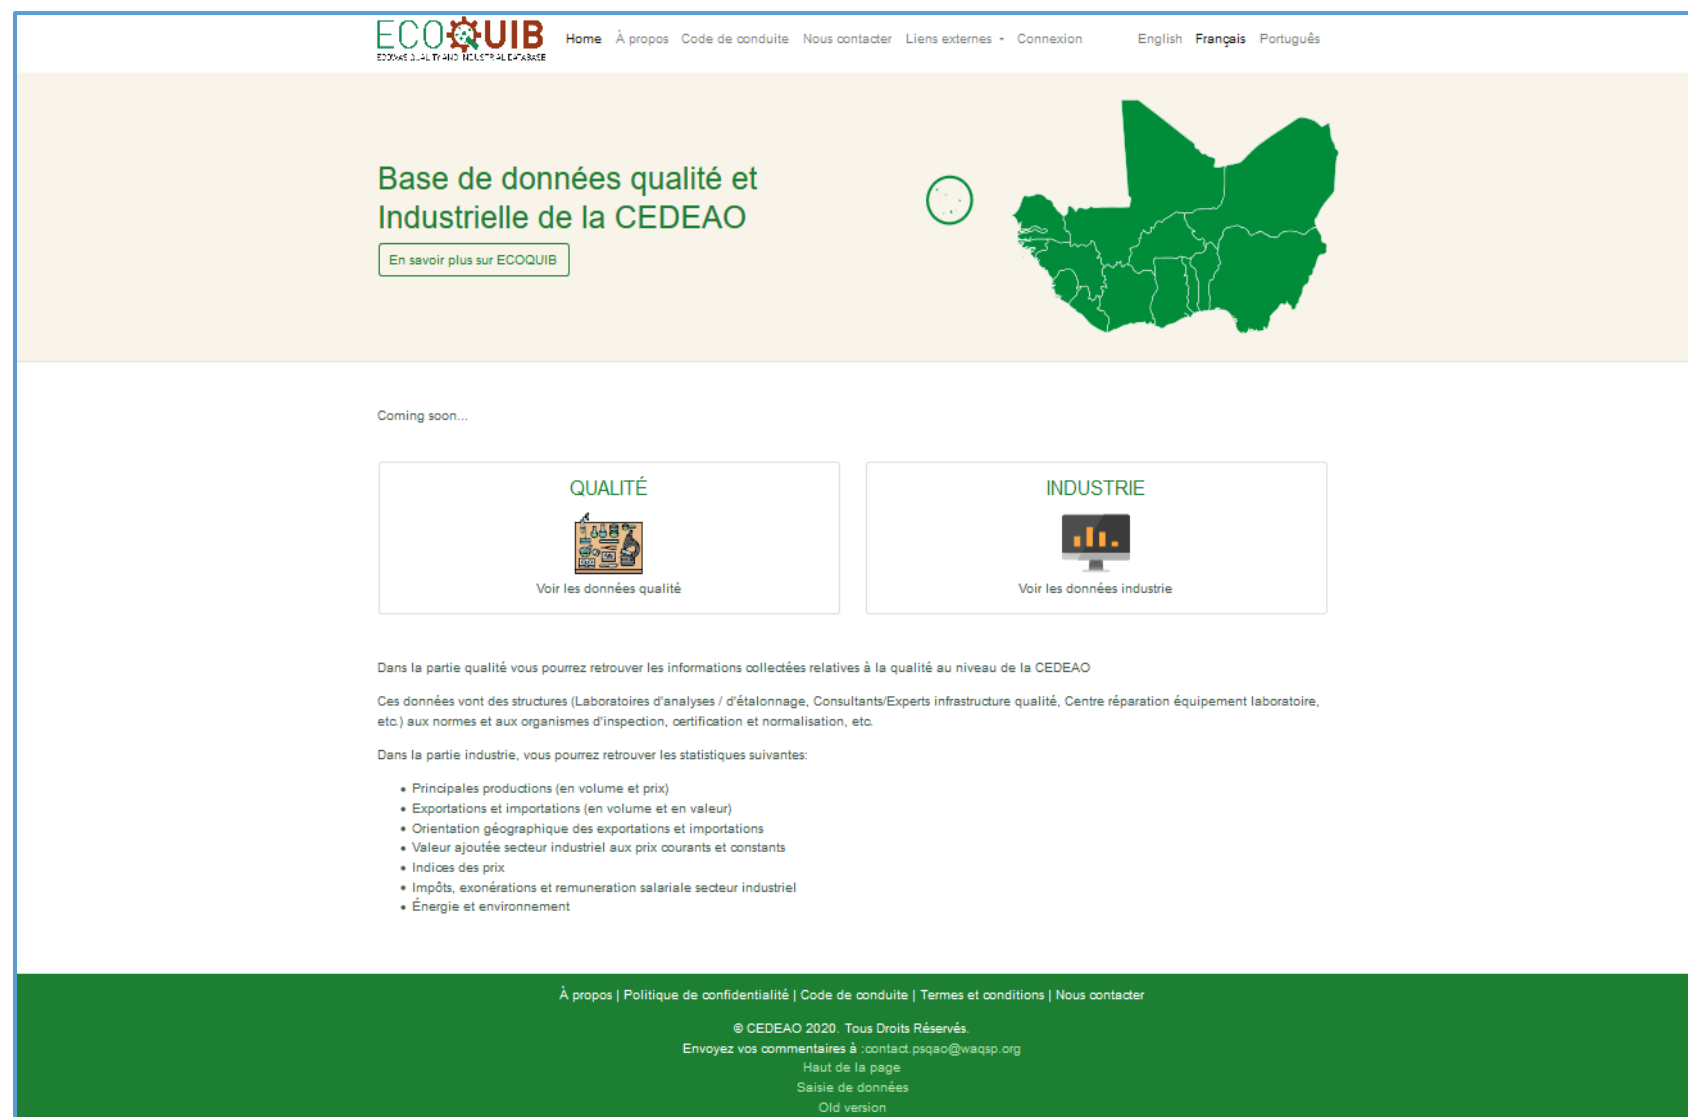 ECOQUIB
ECOWAS QUALITY AND INDUSTRIAL DATABASE
Home À propos Code de conduite Nous contacter Liens externes Connexion English Français Português
Base de données qualité et
Industrielle de la CEDEAO
En savoir plus sur ECOQUIB
Coming soon...
QUALITÉ
Voir les données qualité
INDUSTRIE
Voir les données industrie
Dans la partie qualité vous pourrez retrouver les informations collectées relatives à la qualité au niveau de la CEDEAO
Ces données vont des structures (Laboratoires d'analyses / d'étalonnage, Consultants/Experts infrastructure qualité, Centre réparation équipement laboratoire,
etc.) aux normes et aux organismes d'inspection, certification et normalisation, etc.
Dans la partie industrie, vous pourrez retrouver les statistiques suivantes:
• Principales productions (en volume et prix)
• Exportations et importations (en volume et en valeur)
• Orientation géographique des exportations et importations
• Valeur ajoutée secteur industriel aux prix courants et constants
• Indices des prix
• Impôts, exonérations et remuneration salariale secteur industriel
• Énergie et environnement
À propos | Politique de confidentialité | Code de conduite | Termes et conditions | Nous contacter
© CEDEAO 2020. Tous Droits Réservés.
Envoyez vos commentaires à :contact.psqao@waqsp.org
Haut de la page
Saisie de données
Old version